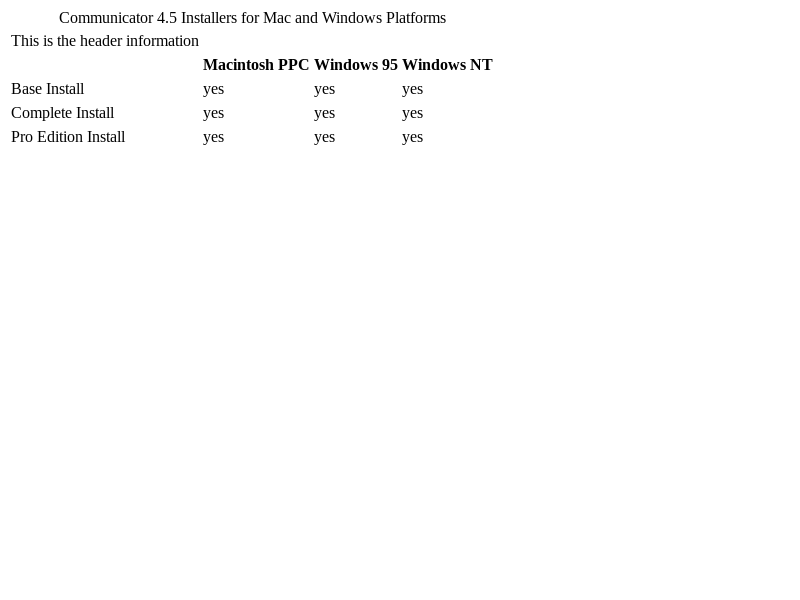 Communicator 4.5 Installers for Mac and Windows Platforms
This is the header information
Macintosh PPC Windows 95 Windows NT
Base Install yes yes yes
Complete Install yes yes yes
Pro Edition Install yes yes yes